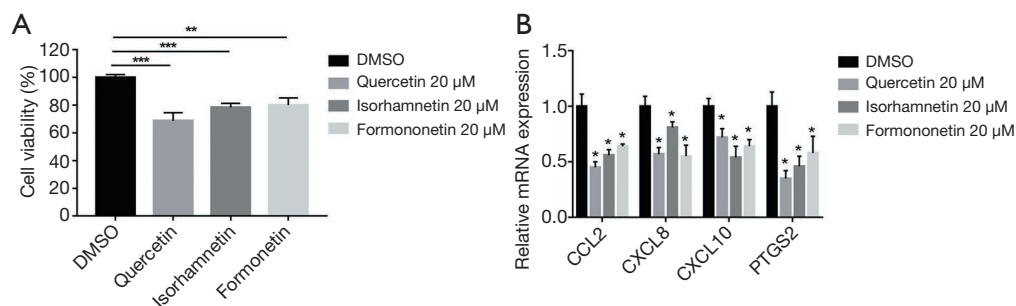 A
**
***
***
120
100
80
60
40
20
0
Cell viability (%)
DMSO
Quercetin
Isorhamnetin
Formonetin
DMSO
Quercetin 20 μM
Isorhamnetin 20 μM
Formononetin 20 μM
B
1.5
1.0
0.5
0.0
Relative mRNA expression
* * *
* * *
* * *
* * *
CCL2
CXCL8
CXCL10
PTGS2
DMSO
Quercetin 20 μM
Isorhamnetin 20 μM
Formononetin 20 μM